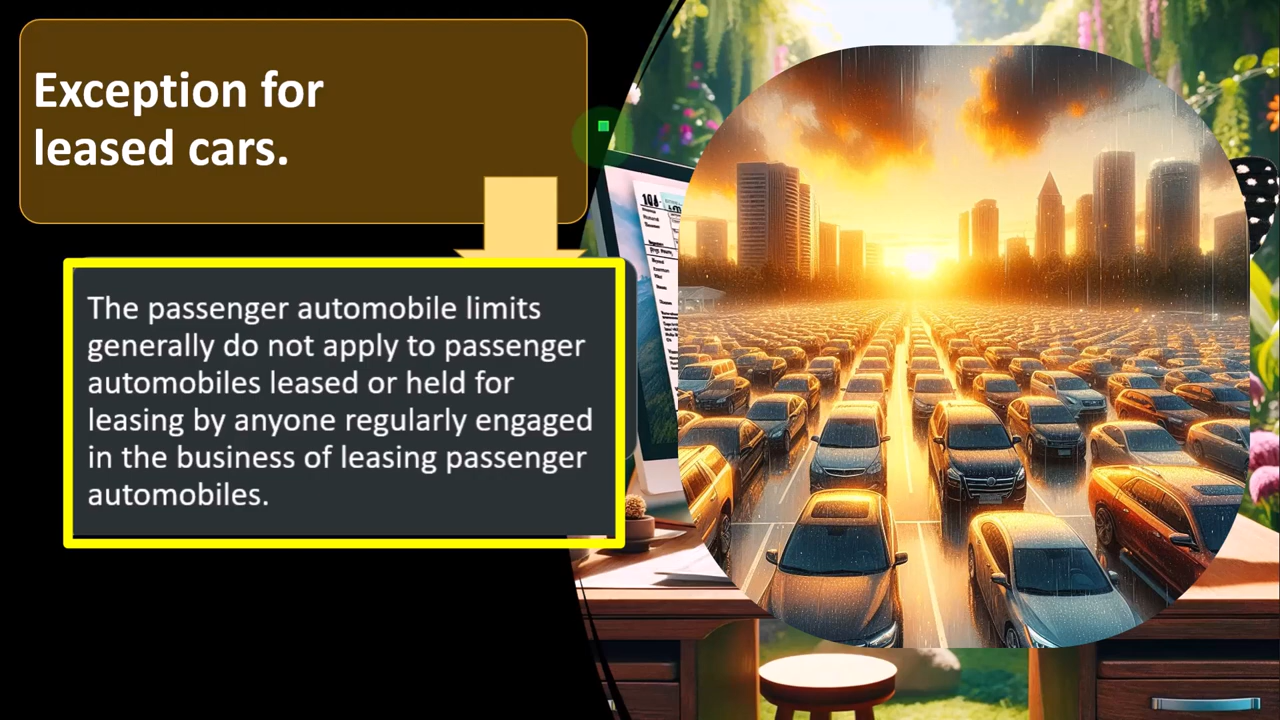 Exception for
leased cars.
The passenger automobile limits
generally do not apply to passenger
automobiles leased or held for
leasing by anyone regularly engaged
in the business of leasing passenger
automobiles.